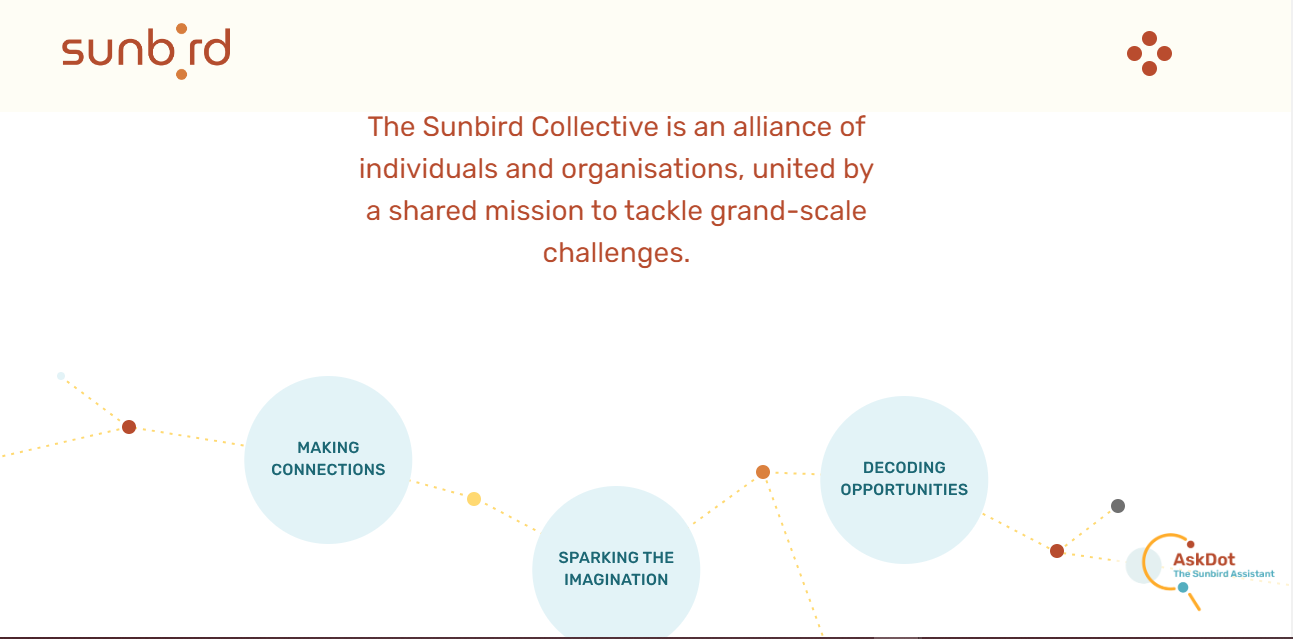 sunbird
The Sunbird Collective is an alliance of
individuals and organisations, united by
a shared mission to tackle grand-scale
challenges.
MAKING
CONNECTIONS
SPARKING THE
IMAGINATION
DECODING
OPPORTUNITIES
AskDot
The Sunbird Assistant